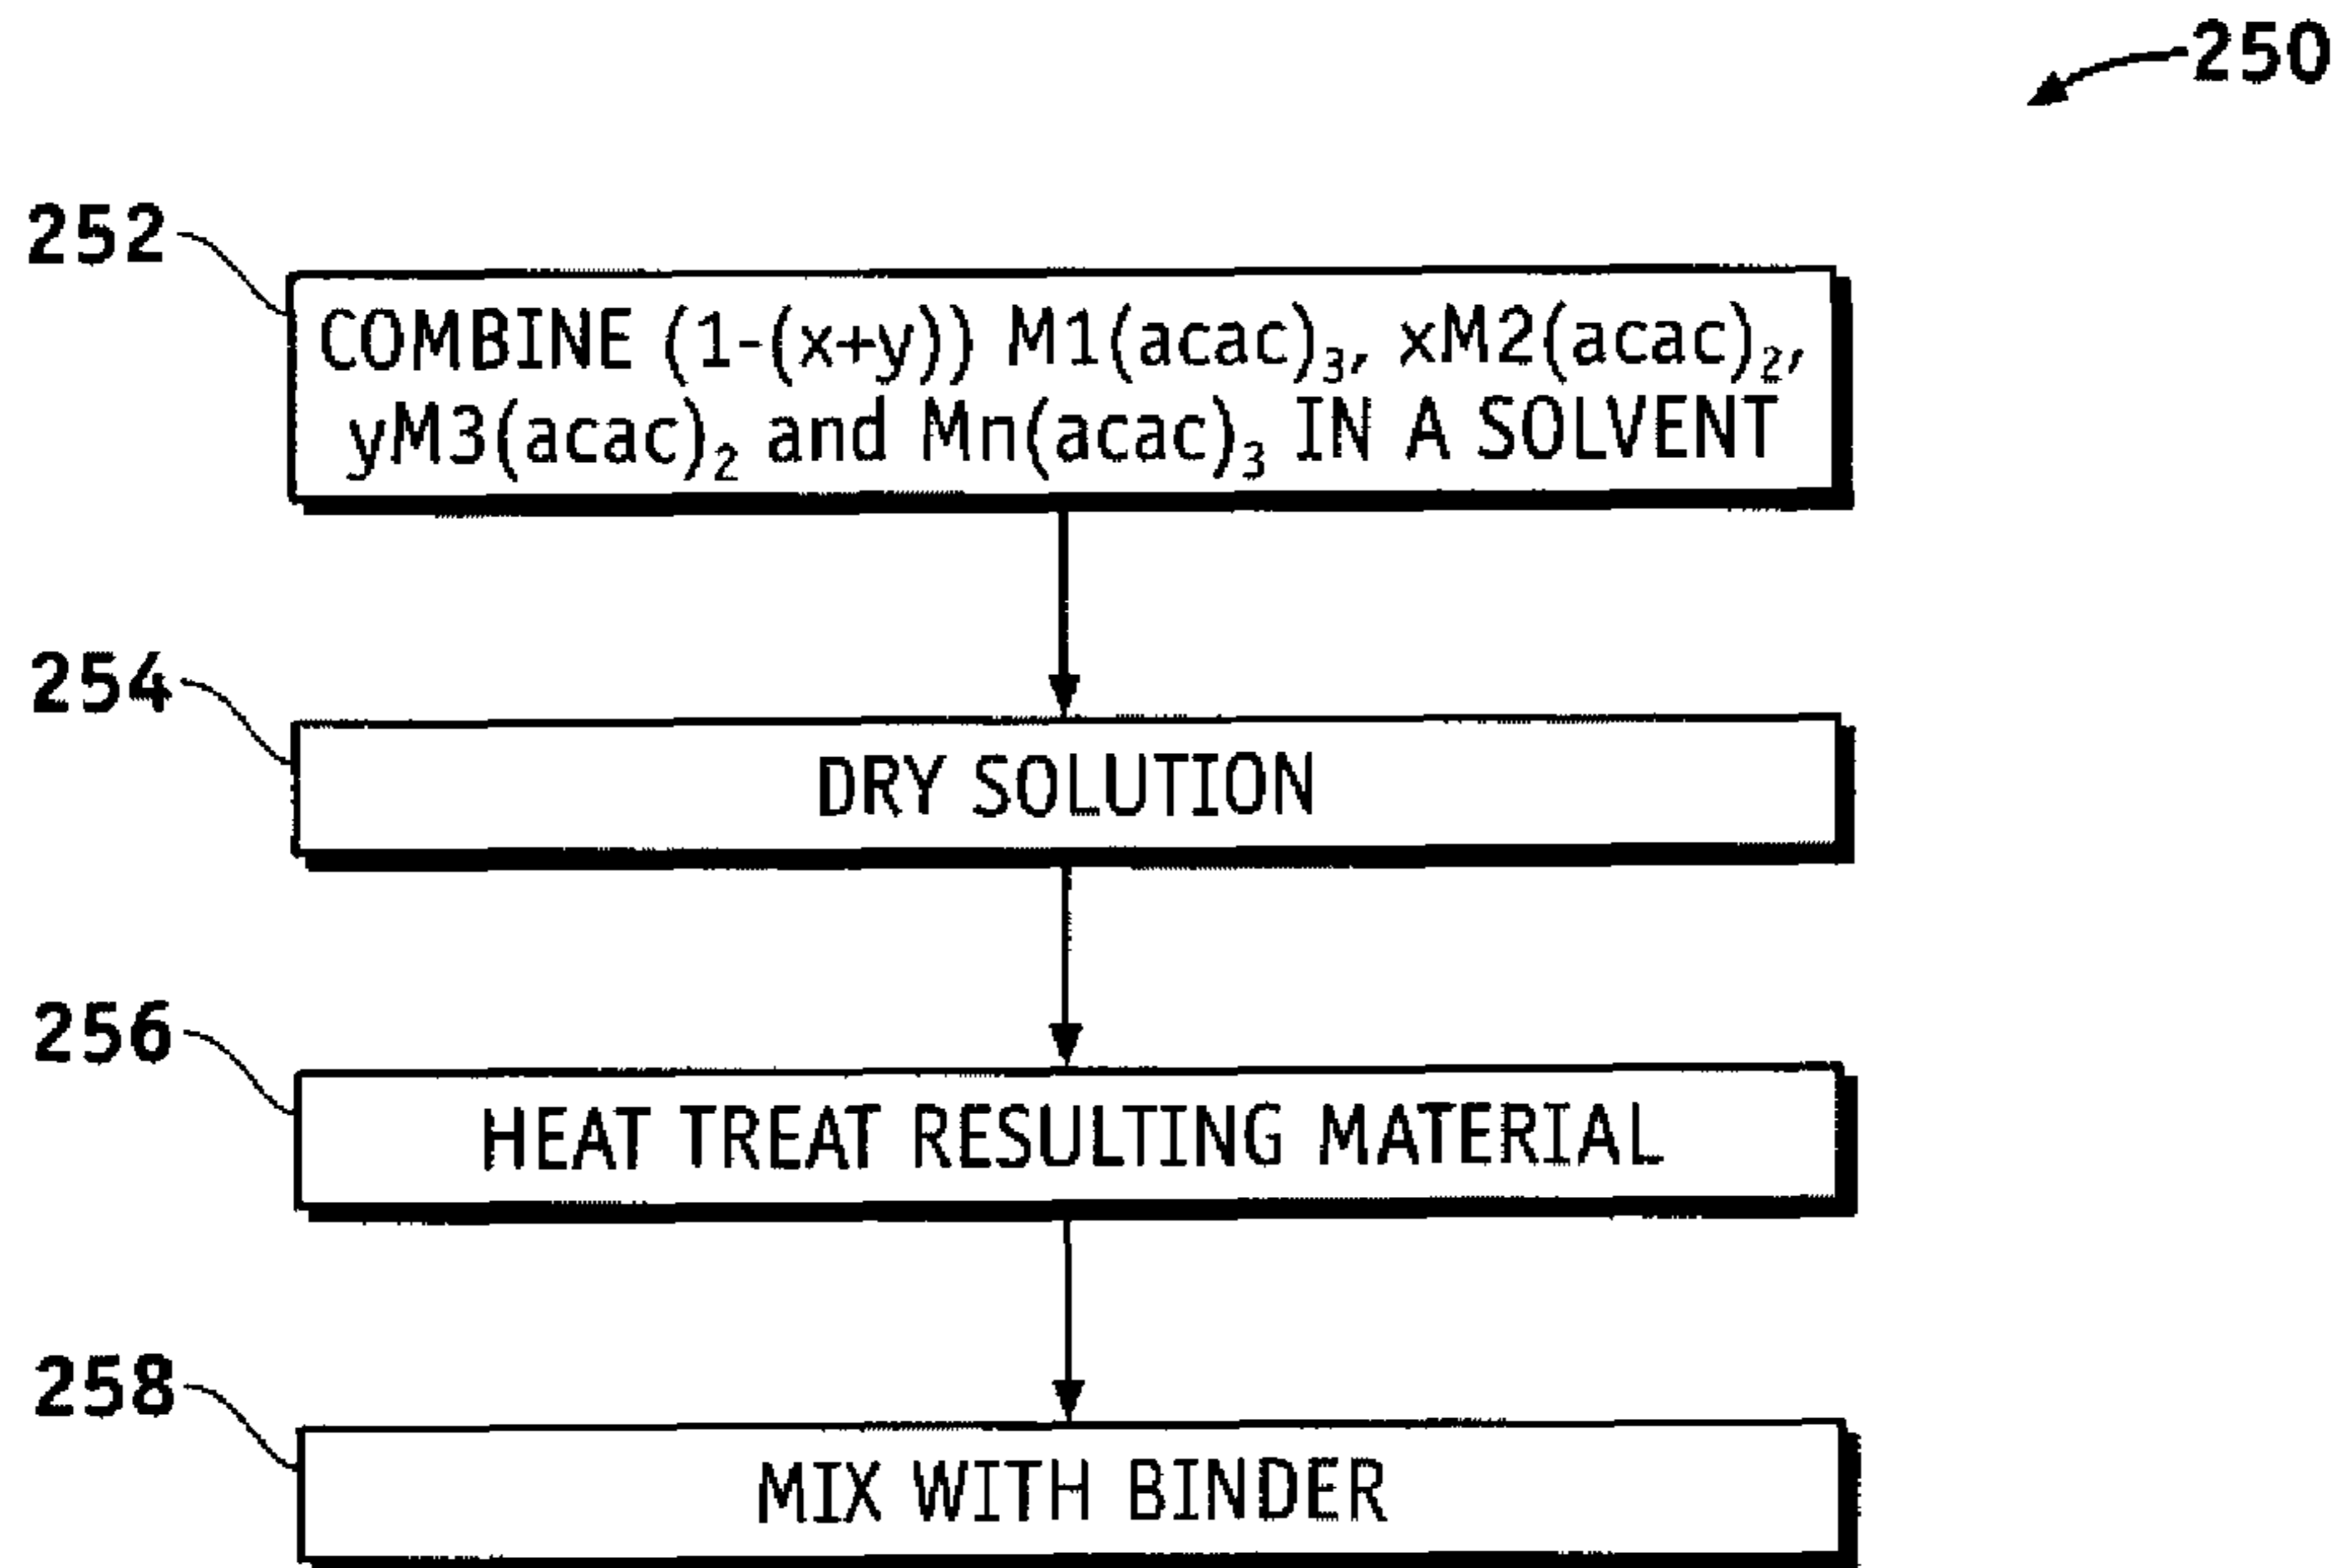 250
252
COMBINE (1-(x+y)) M1(acac)₃, xM2(acac)₂,
yM3(acac)₂ and Mn(acac)₃ IN A SOLVENT
254
DRY SOLUTION
256
HEAT TREAT RESULTING MATERIAL
258
MIX WITH BINDER